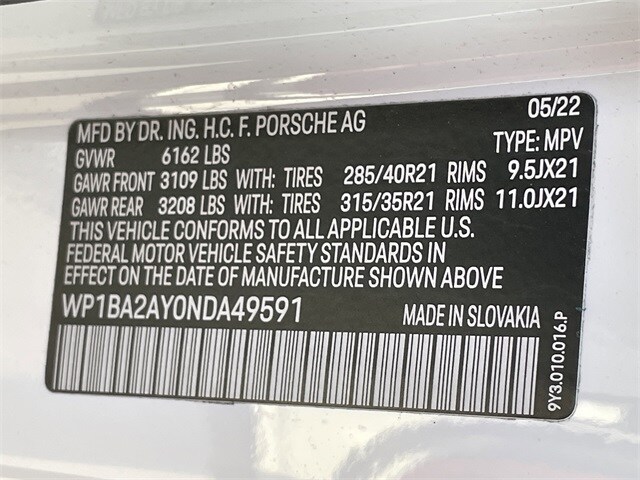 MFD BY DR. ING. H.C. F. PORSCHE AG 05/22
GVWR 6162 LBS TYPE: MPV
GAWR FRONT 3109 LBS WITH: TIRES 285/40R21 RIMS 9.5JX21
GAWR REAR 3208 LBS WITH: TIRES 315/35R21 RIMS 11.0JX21
THIS VEHICLE CONFORMS TO ALL APPLICABLE U.S.
FEDERAL MOTOR VEHICLE SAFETY STANDARDS IN
EFFECT ON THE DATE OF MANUFACTURE SHOWN ABOVE
WP1BA2AY0NDA49591 MADE IN SLOVAKIA
9Y3.010.016.P